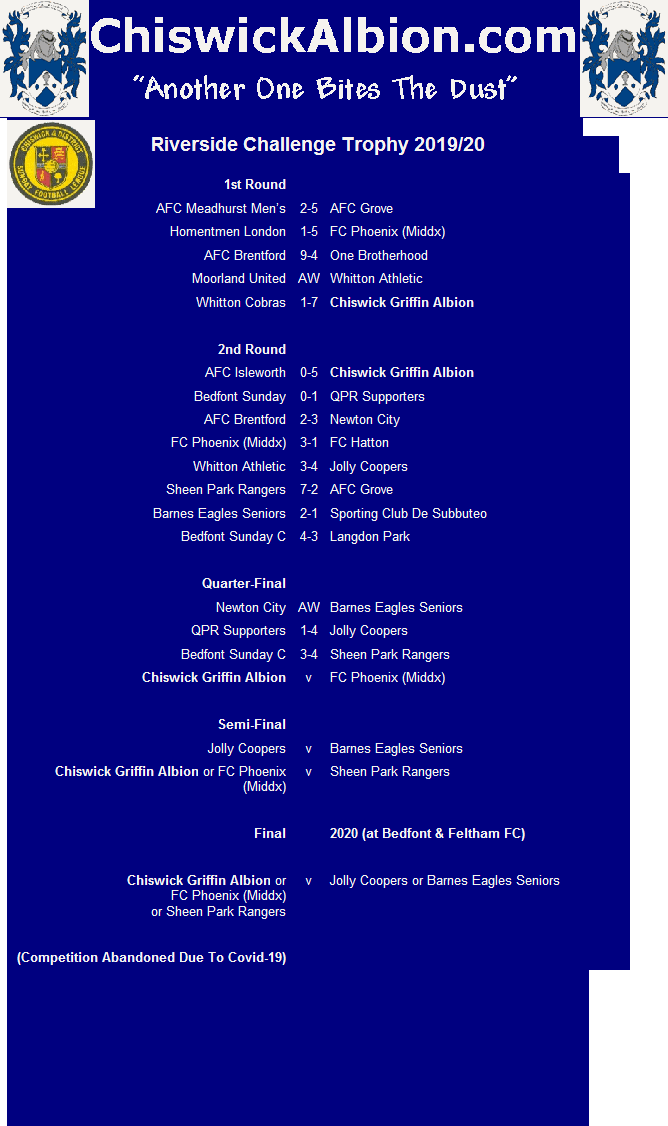 ChiswickAlbion.com
"Another One Bites The Dust"
CHISWICK & DISTRICT
SUNDAY FOOTBALL LEAGUE
Riverside Challenge Trophy 2019/20
1st Round
AFC Meadhurst Men's 2-5 AFC Grove
Homentmen London 1-5 FC Phoenix (Middx)
AFC Brentford 9-4 One Brotherhood
Moorland United AW Whitton Athletic
Whitton Cobras 1-7 Chiswick Griffin Albion
2nd Round
AFC Isleworth 0-5 Chiswick Griffin Albion
Bedfont Sunday 0-1 QPR Supporters
AFC Brentford 2-3 Newton City
FC Phoenix (Middx) 3-1 FC Hatton
Whitton Athletic 3-4 Jolly Coopers
Sheen Park Rangers 7-2 AFC Grove
Barnes Eagles Seniors 2-1 Sporting Club De Subbuteo
Bedfont Sunday C 4-3 Langdon Park
Quarter-Final
Newton City AW Barnes Eagles Seniors
QPR Supporters 1-4 Jolly Coopers
Bedfont Sunday C 3-4 Sheen Park Rangers
Chiswick Griffin Albion v FC Phoenix (Middx)
Semi-Final
Jolly Coopers v Barnes Eagles Seniors
Chiswick Griffin Albion or FC Phoenix v Sheen Park Rangers
(Middx)
Final 2020 (at Bedfont & Feltham FC)
Chiswick Griffin Albion or v Jolly Coopers or Barnes Eagles Seniors
FC Phoenix (Middx)
or Sheen Park Rangers
(Competition Abandoned Due To Covid-19)